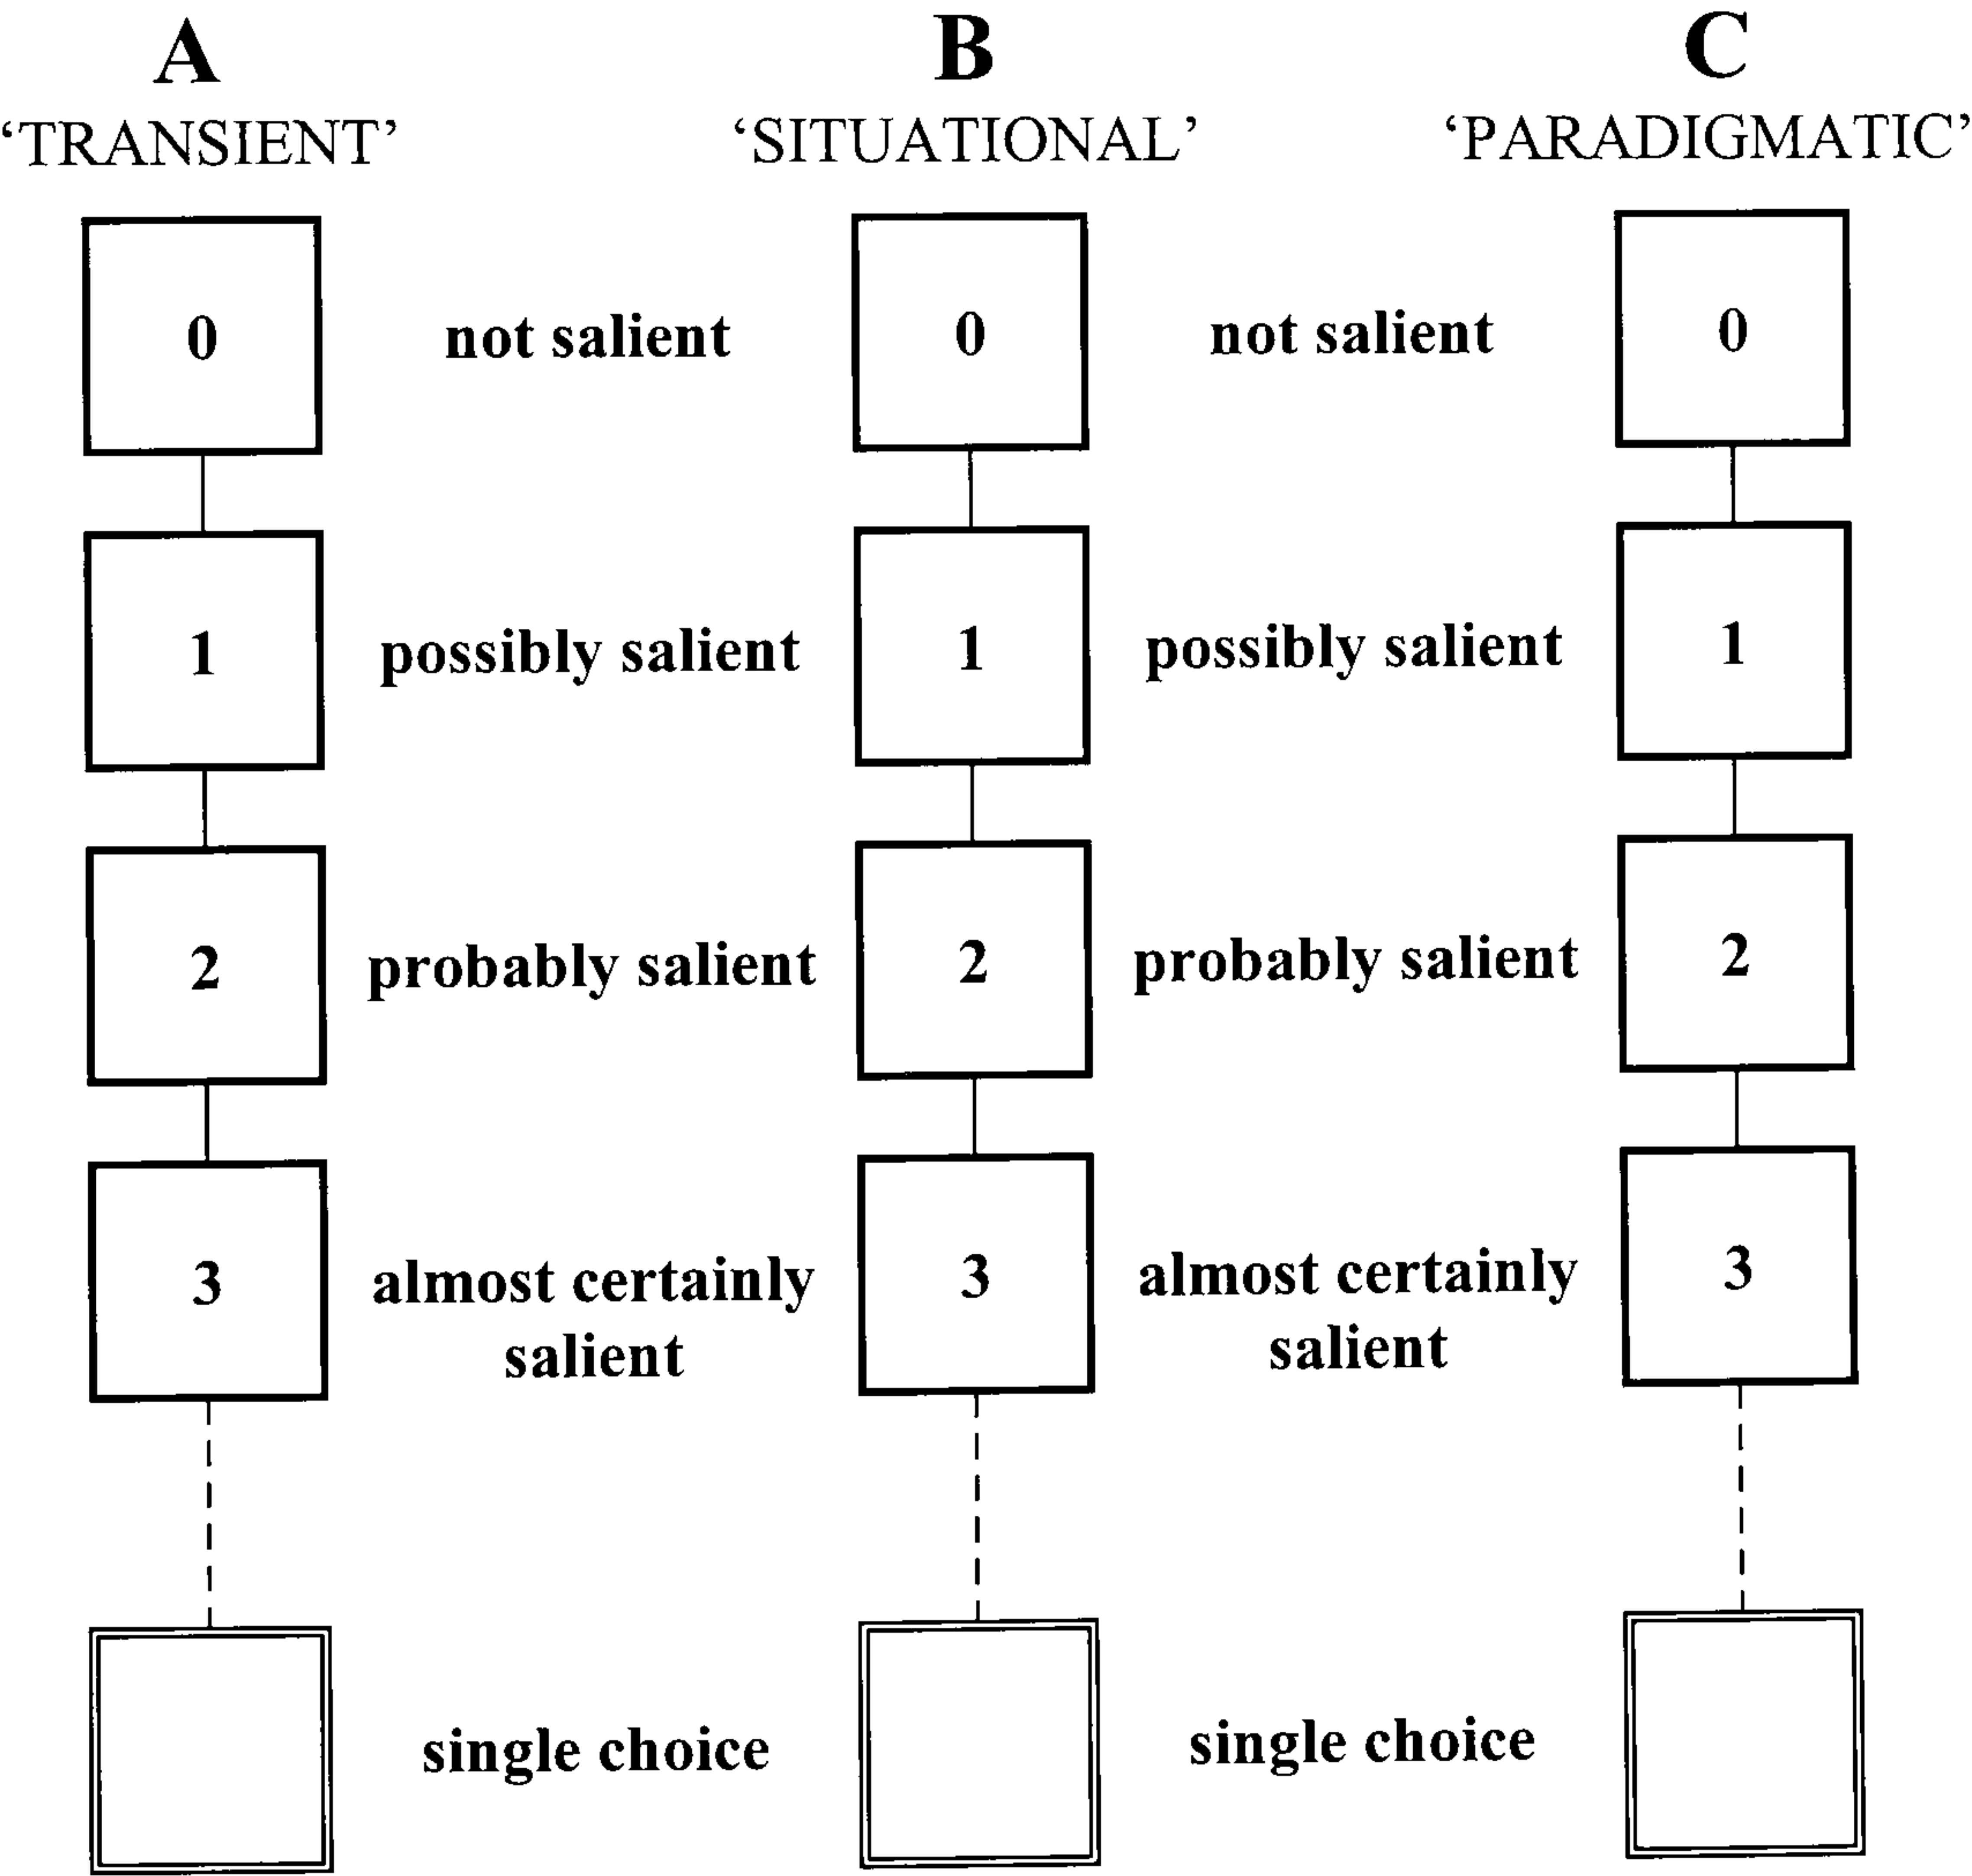 A B C
‘TRANSIENT’ ‘SITUATIONAL’ ‘PARADIGMATIC’
0 not salient 0 not salient 0
1 possibly salient 1 possibly salient 1
2 probably salient 2 probably salient 2
3 almost certainly 3 almost certainly 3
salient salient
single choice single choice